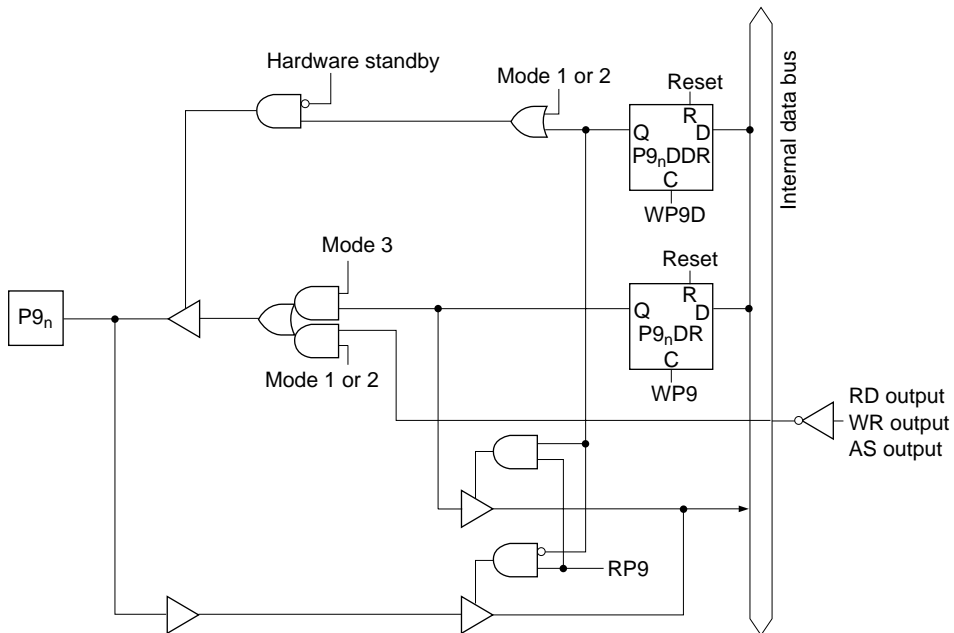 Hardware standby
Mode 1 or 2
Reset
R
Q
D
P9nDDR
C
WP9D
Internal data bus
Mode 3
Reset
R
Q
D
P9nDR
C
WP9
P9n
Mode 1 or 2
RD output
WR output
AS output
RP9